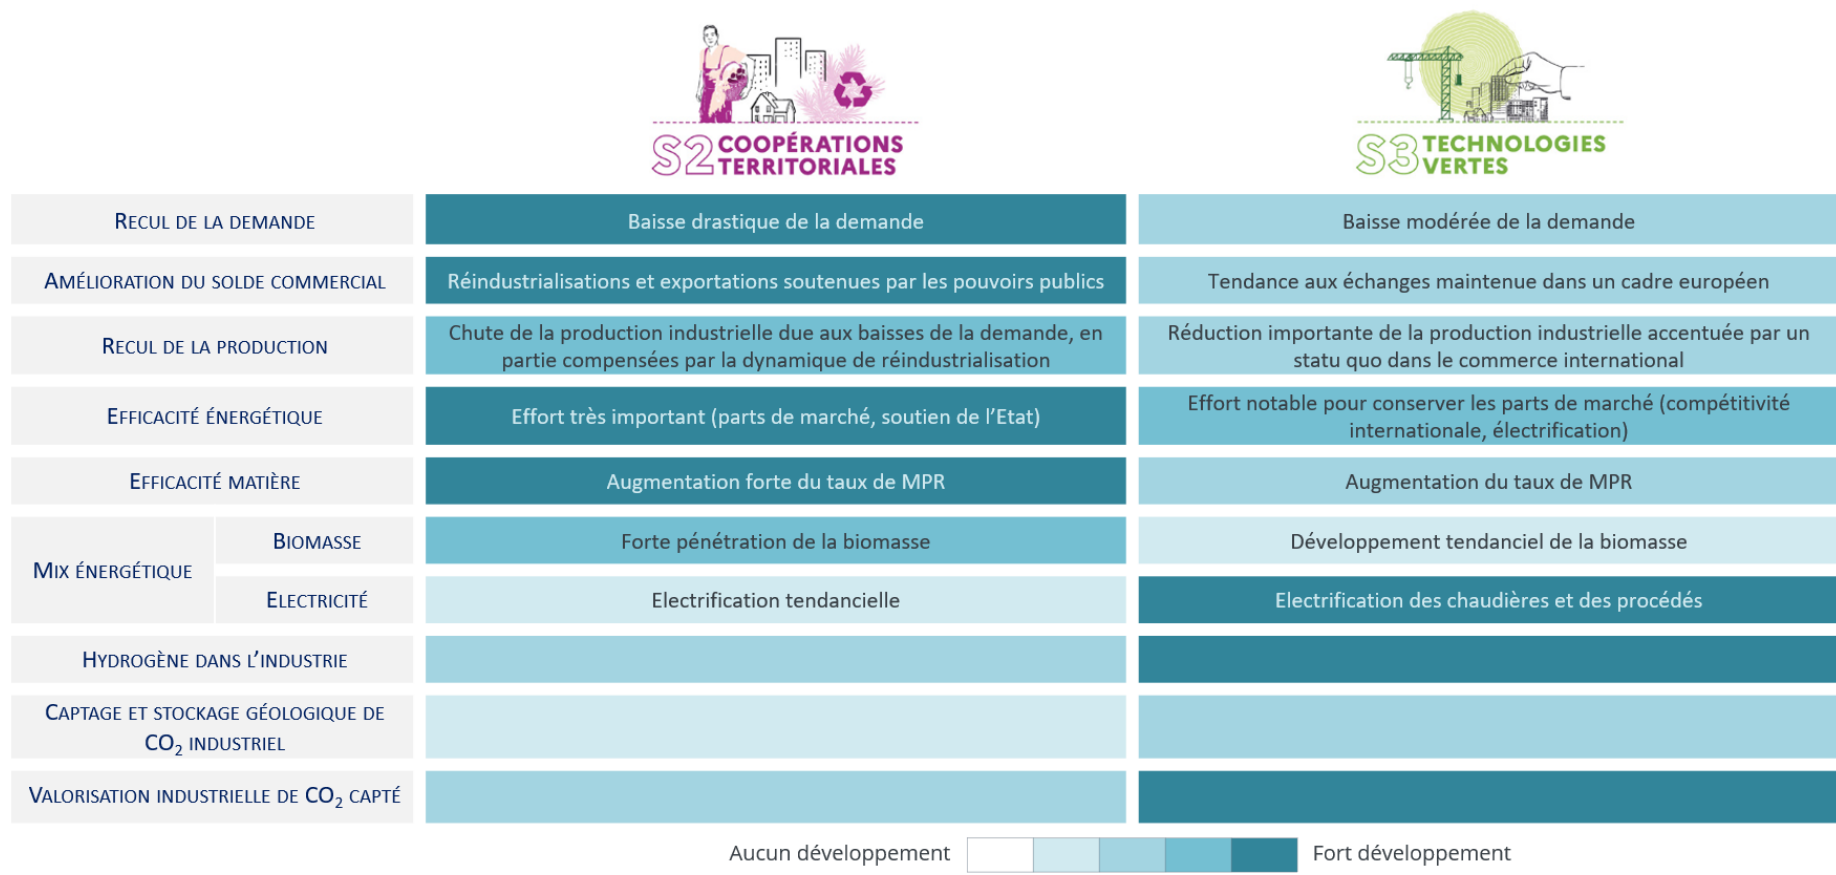 S2 COOPÉRATIONS
TERRITORIALES
S3 TECHNOLOGIES
VERTES
RECUL DE LA DEMANDE
Baisse drastique de la demande
Baisse modérée de la demande
AMÉLIORATION DU SOLDE COMMERCIAL
Réindustrialisations et exportations soutenues par les pouvoirs publics
Tendance aux échanges maintenue dans un cadre européen
RECUL DE LA PRODUCTION
Chute de la production industrielle due aux baisses de la demande, en
partie compensées par la dynamique de réindustrialisation
Réduction importante de la production industrielle accentuée par un
statu quo dans le commerce international
EFFICACITÉ ÉNERGÉTIQUE
Effort très important (parts de marché, soutien de l'Etat)
Effort notable pour conserver les parts de marché (compétitivité
internationale, électrification)
EFFICACITÉ MATIÈRE
Augmentation forte du taux de MPR
Augmentation du taux de MPR
MIX ÉNERGÉTIQUE
BIOMASSE
Forte pénétration de la biomasse
Développement tendanciel de la biomasse
ELECTRICITÉ
Electrification tendancielle
Electrification des chaudières et des procédés
HYDROGÈNE DANS L'INDUSTRIE
CAPTAGE ET STOCKAGE GÉOLOGIQUE DE
CO₂ INDUSTRIEL
VALORISATION INDUSTRIELLE DE CO₂ CAPTÉ
Aucun développement
Fort développement